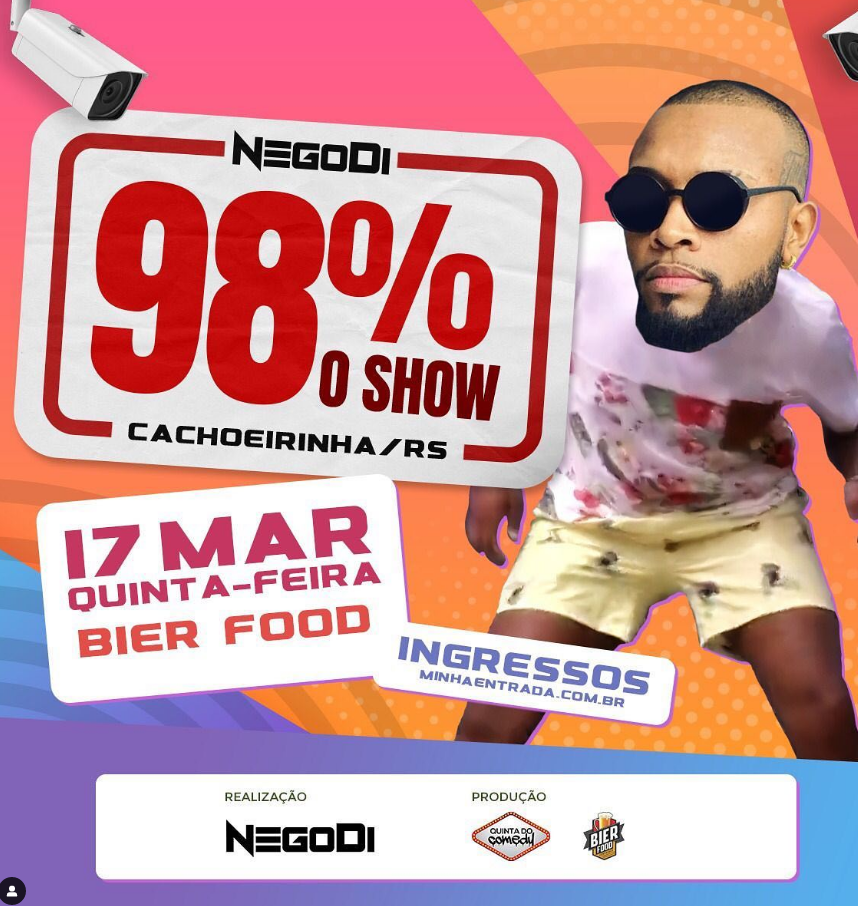 NEGODI
98%
O SHOW
CACHOEIRINHA/RS
17 MAR
QUINTA-FEIRA
BIER FOOD
INGRESSOS
MINHAENTRADA.COM.BR
REALIZAÇÃO
NEGODI
PRODUÇÃO
QUINTA DO
comedy
BIER
FOOD